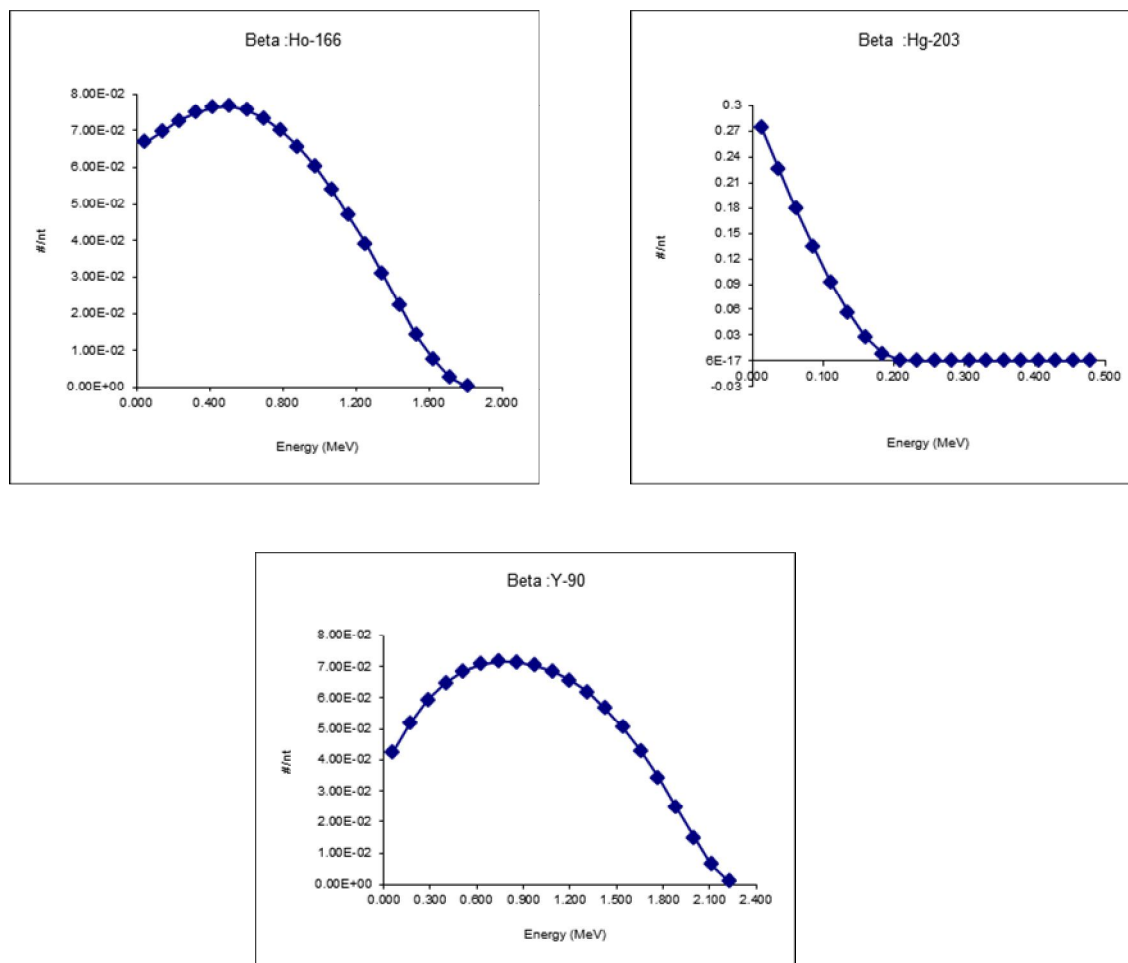 Beta :Ho-166
8.00E-02
7.00E-02
6.00E-02
5.00E-02
4.00E-02
3.00E-02
2.00E-02
1.00E-02
0.00E+00
#/nt
0.000 0.400 0.800 1.200 1.600 2.000
Energy (MeV)
Beta :Hg-203
0.3
0.27
0.24
0.21
0.18
0.15
0.12
0.09
0.06
0.03
6E-17
-0.03
#/nt
0.000 0.100 0.200 0.300 0.400 0.500
Energy (MeV)
Beta :Y-90
8.00E-02
7.00E-02
6.00E-02
5.00E-02
4.00E-02
3.00E-02
2.00E-02
1.00E-02
0.00E+00
#/nt
0.000 0.300 0.600 0.900 1.200 1.500 1.800 2.100 2.400
Energy (MeV)